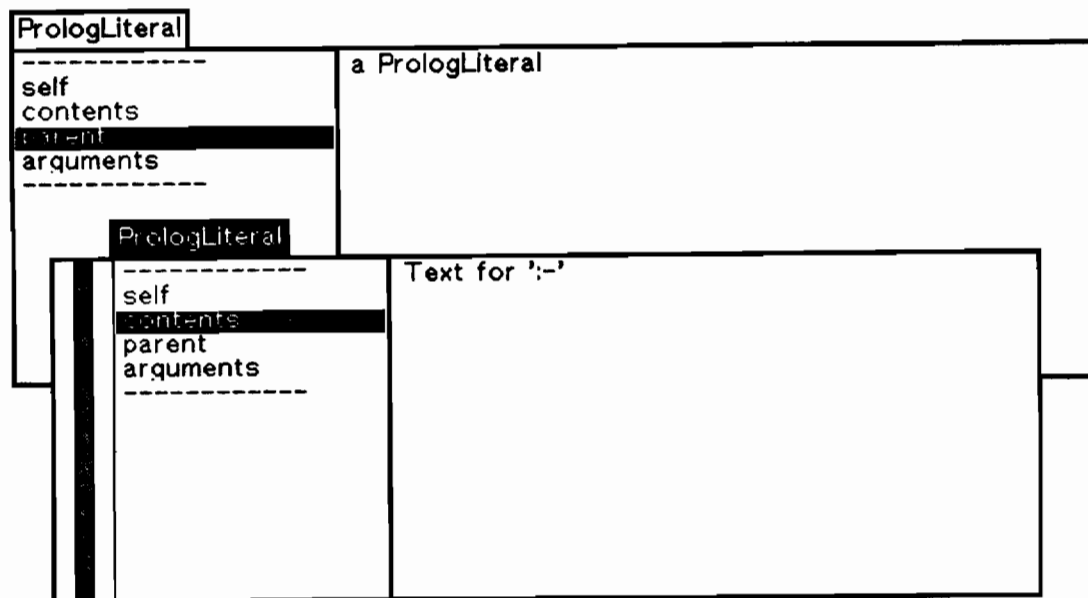 PrologLiteral
------------
self
contents
parent
arguments
------------
a PrologLiteral
PrologLiteral
------------
self
contents
parent
arguments
------------
Text for ':-'